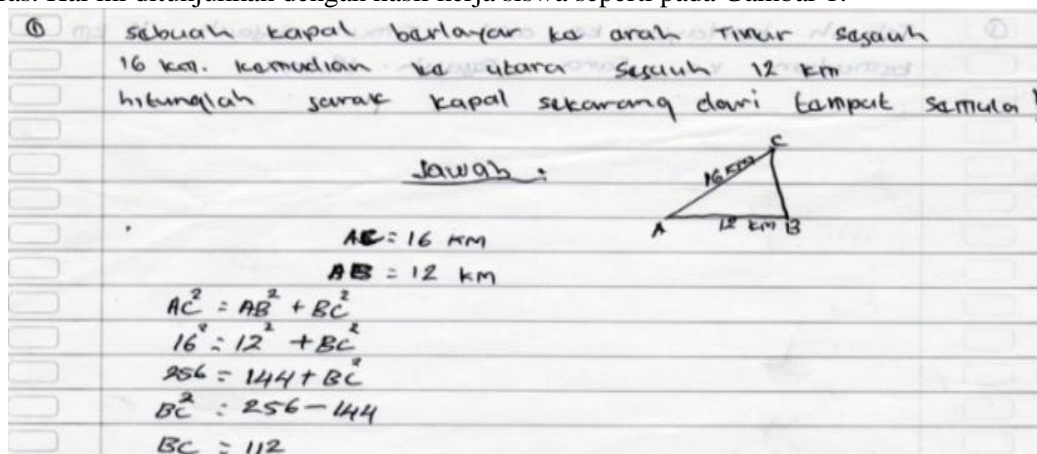 as. Hal ini ditunjukkan dengan hasil kerja siswa seperti pada Gambar 1.
① sebuah kapal berlayar ke arah Timur sejauh
16 km. kemudian ke utara sejauh 12 km
hitunglah jarak kapal sekarang dari tempat semula!
Jawab :
C
16 km
A 12 km B
AC = 16 KM
AB = 12 km
AC² = AB² + BC²
16² = 12² + BC²
256 = 144 + BC²
BC² = 256 - 144
BC = 112